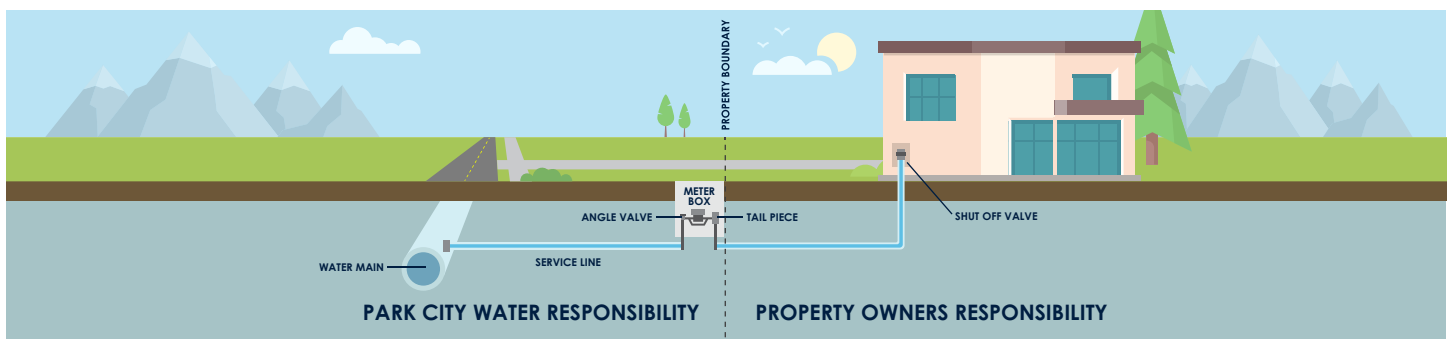 PROPERTY BOUNDARY
METER
BOX
ANGLE VALVE
TAIL PIECE
SHUT OFF VALVE
SERVICE LINE
WATER MAIN
PARK CITY WATER RESPONSIBILITY
PROPERTY OWNERS RESPONSIBILITY